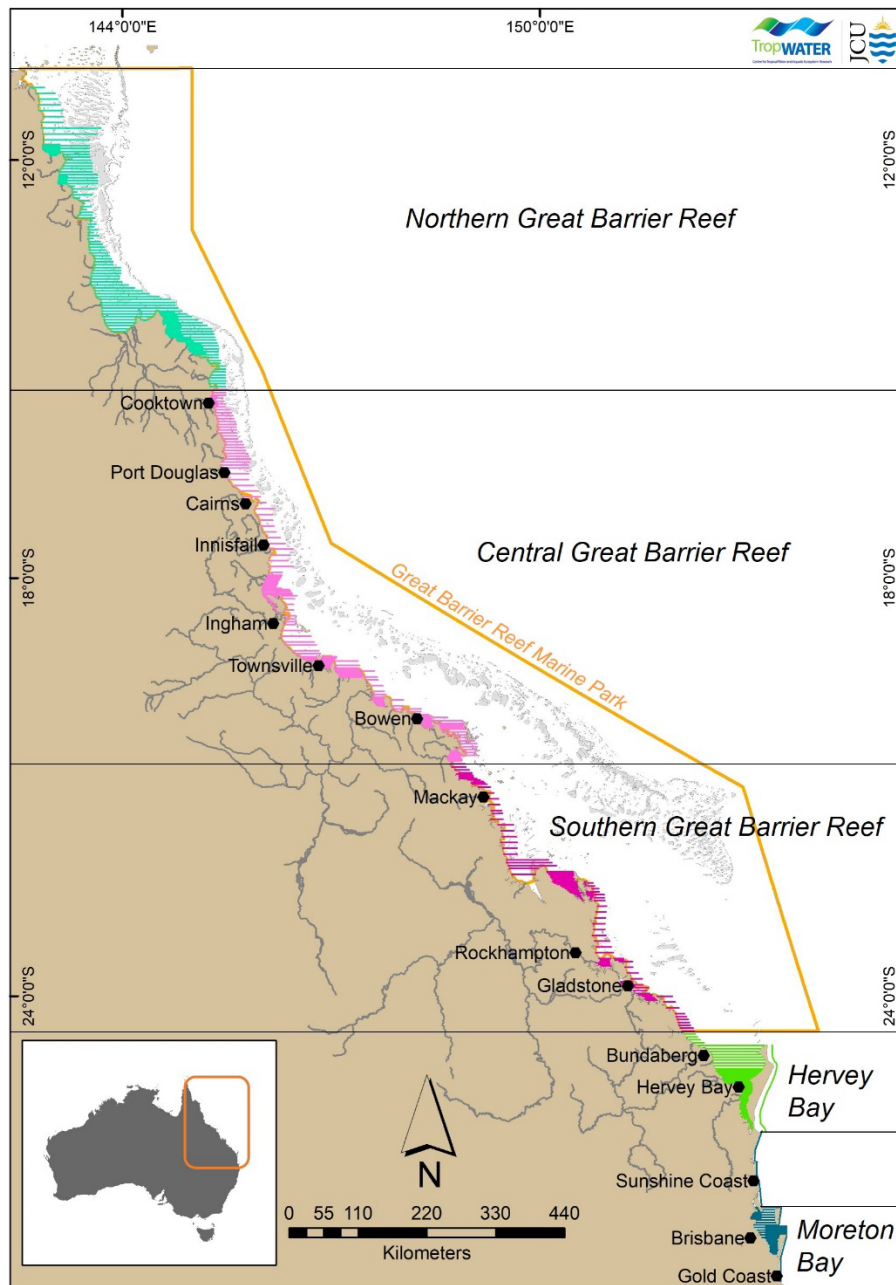 144°0'0"E
150°0'0"E
TropWATER
JCU
12°0'0"S
12°0'0"S
Northern Great Barrier Reef
Cooktown
Port Douglas
Cairns
Innisfail
Central Great Barrier Reef
18°0'0"S
18°0'0"S
Great Barrier Reef Marine Park
Ingham
Townsville
Bowen
Mackay
Southern Great Barrier Reef
Rockhampton
Gladstone
24°0'0"S
24°0'0"S
Bundaberg
Hervey Bay
Hervey
Bay
N
Sunshine Coast
0 55 110 220 330 440
Kilometers
Brisbane
Moreton
Bay
Gold Coast